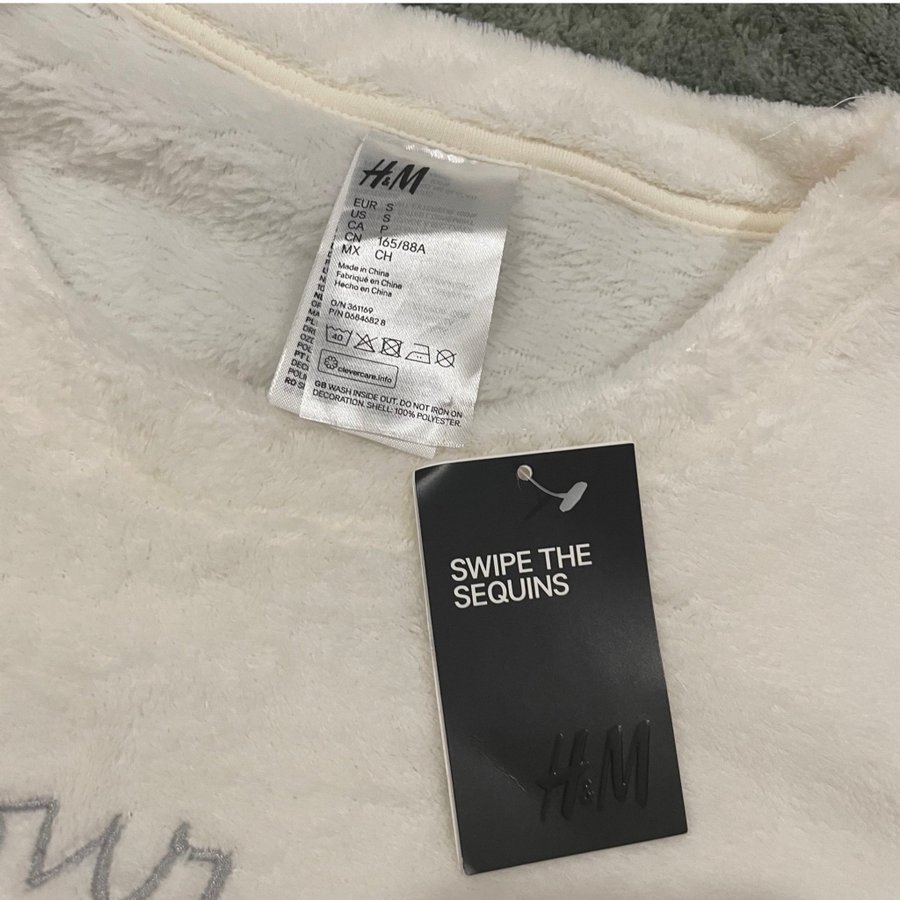 H&M
EUR S
US S
CA P
CN 165/88A
MX CH
Made in China
Fabriqué en Chine
Hecho en China
O/N 361169
P/N D684682 8
40
clevercare.info
GB WASH INSIDE OUT. DO NOT IRON ON
DECORATION. SHELL: 100% POLYESTER.
SWIPE THE
SEQUINS
H&M